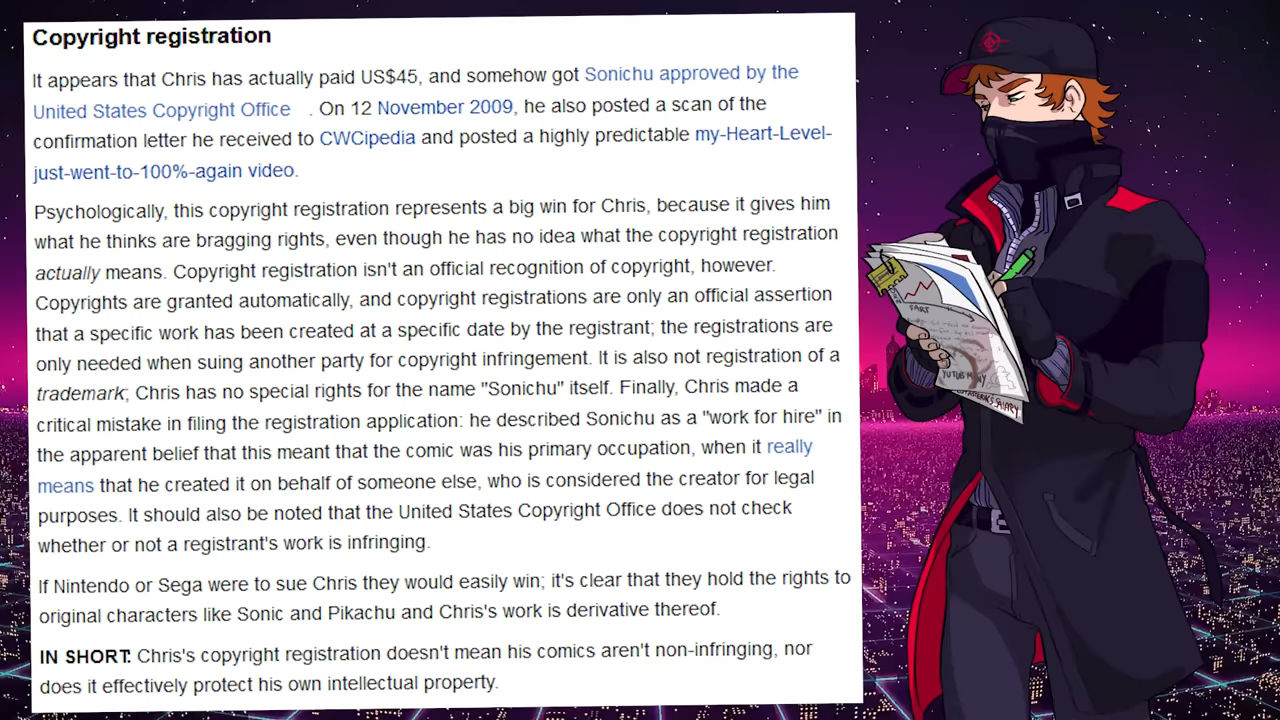 Copyright registration
It appears that Chris has actually paid US$45, and somehow got Sonichu approved by the
United States Copyright Office . On 12 November 2009, he also posted a scan of the
confirmation letter he received to CWCipedia and posted a highly predictable my-Heart-Level-
just-went-to-100%-again video.
Psychologically, this copyright registration represents a big win for Chris, because it gives him
what he thinks are bragging rights, even though he has no idea what the copyright registration
actually means. Copyright registration isn't an official recognition of copyright, however.
Copyrights are granted automatically, and copyright registrations are only an official assertion
that a specific work has been created at a specific date by the registrant; the registrations are
only needed when suing another party for copyright infringement. It is also not registration of a
trademark; Chris has no special rights for the name "Sonichu" itself. Finally, Chris made a
critical mistake in filing the registration application: he described Sonichu as a "work for hire" in
the apparent belief that this meant that the comic was his primary occupation, when it really
means that he created it on behalf of someone else, who is considered the creator for legal
purposes. It should also be noted that the United States Copyright Office does not check
whether or not a registrant's work is infringing.
If Nintendo or Sega were to sue Chris they would easily win; it's clear that they hold the rights to
original characters like Sonic and Pikachu and Chris's work is derivative thereof.
IN SHORT: Chris's copyright registration doesn't mean his comics aren't non-infringing, nor
does it effectively protect his own intellectual property.
FART
SALARY